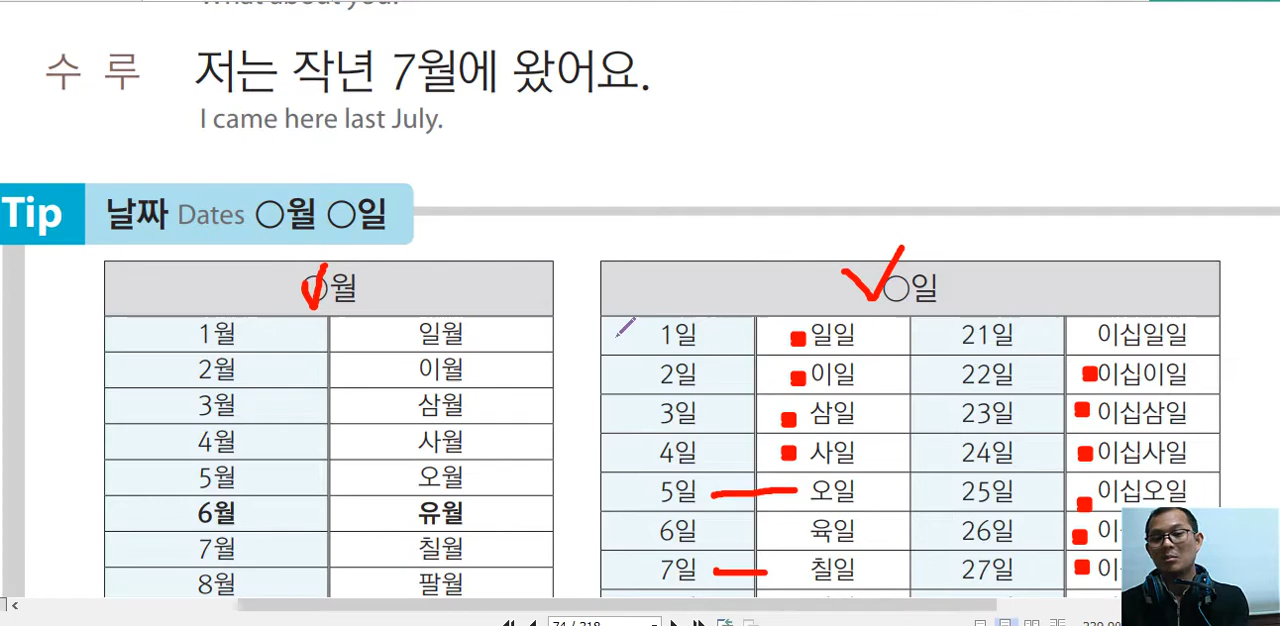 수 루 저는 작년 7월에 왔어요.
I came here last July.
Tip 날짜 Dates ○월 ○일
○월
1월 일월
2월 이월
3월 삼월
4월 사월
5월 오월
6월 유월
7월 칠월
8월 팔월
○일
1일 일일 21일 이십일일
2일 이일 22일 이십이일
3일 삼일 23일 이십삼일
4일 사일 24일 이십사일
5일 오일 25일 이십오일
6일 육일 26일
7일 칠일 27일
74 / 218